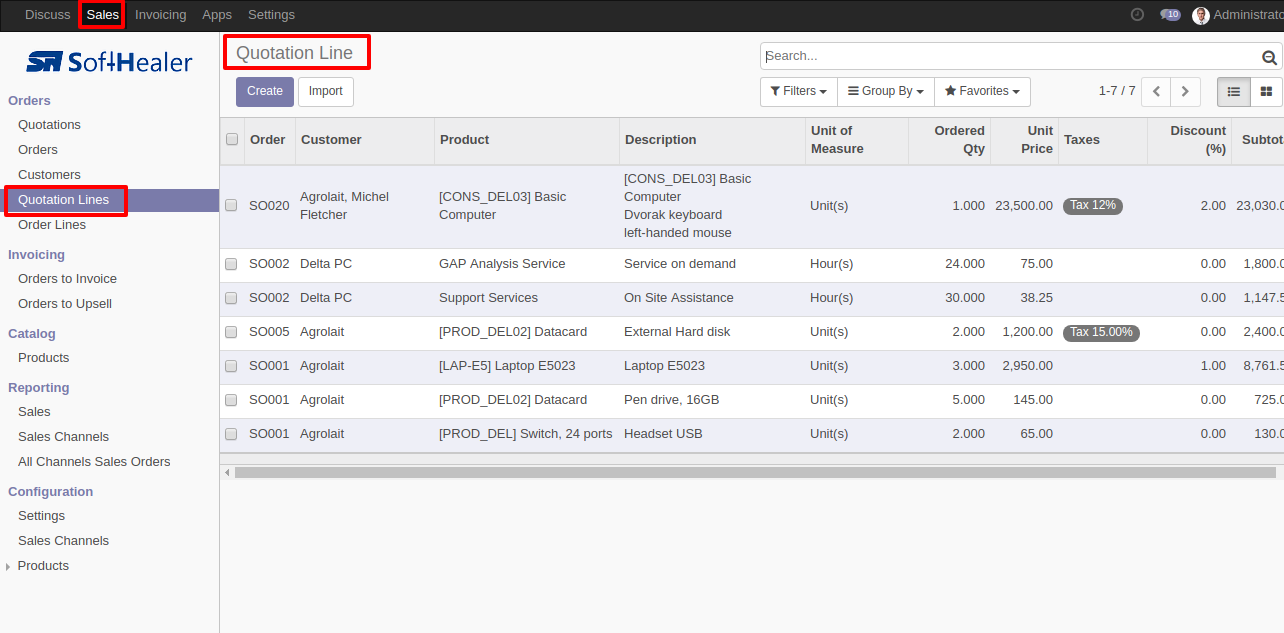 Discuss Sales Invoicing Apps Settings 10 Administrato
SH SoftHealer
Orders
Quotations
Orders
Customers
Quotation Lines
Order Lines
Invoicing
Orders to Invoice
Orders to Upsell
Catalog
Products
Reporting
Sales
Sales Channels
All Channels Sales Orders
Configuration
Settings
Sales Channels
Products
Quotation Line
Search...
Create Import
Filters Group By Favorites 1-7 / 7
Order Customer Product Description Unit of Measure Ordered Qty Unit Price Taxes Discount (%) Subtota
SO020 Agrolait, Michel Fletcher [CONS_DEL03] Basic Computer [CONS_DEL03] Basic
Computer
Dvorak keyboard
left-handed mouse Unit(s) 1.000 23,500.00 Tax 12% 2.00 23,030.0
SO002 Delta PC GAP Analysis Service Service on demand Hour(s) 24.000 75.00 0.00 1,800.0
SO002 Delta PC Support Services On Site Assistance Hour(s) 30.000 38.25 0.00 1,147.5
SO005 Agrolait [PROD_DEL02] Datacard External Hard disk Unit(s) 2.000 1,200.00 Tax 15.00% 0.00 2,400.0
SO001 Agrolait [LAP-E5] Laptop E5023 Laptop E5023 Unit(s) 3.000 2,950.00 1.00 8,761.5
SO001 Agrolait [PROD_DEL02] Datacard Pen drive, 16GB Unit(s) 5.000 145.00 0.00 725.0
SO001 Agrolait [PROD_DEL] Switch, 24 ports Headset USB Unit(s) 2.000 65.00 0.00 130.0